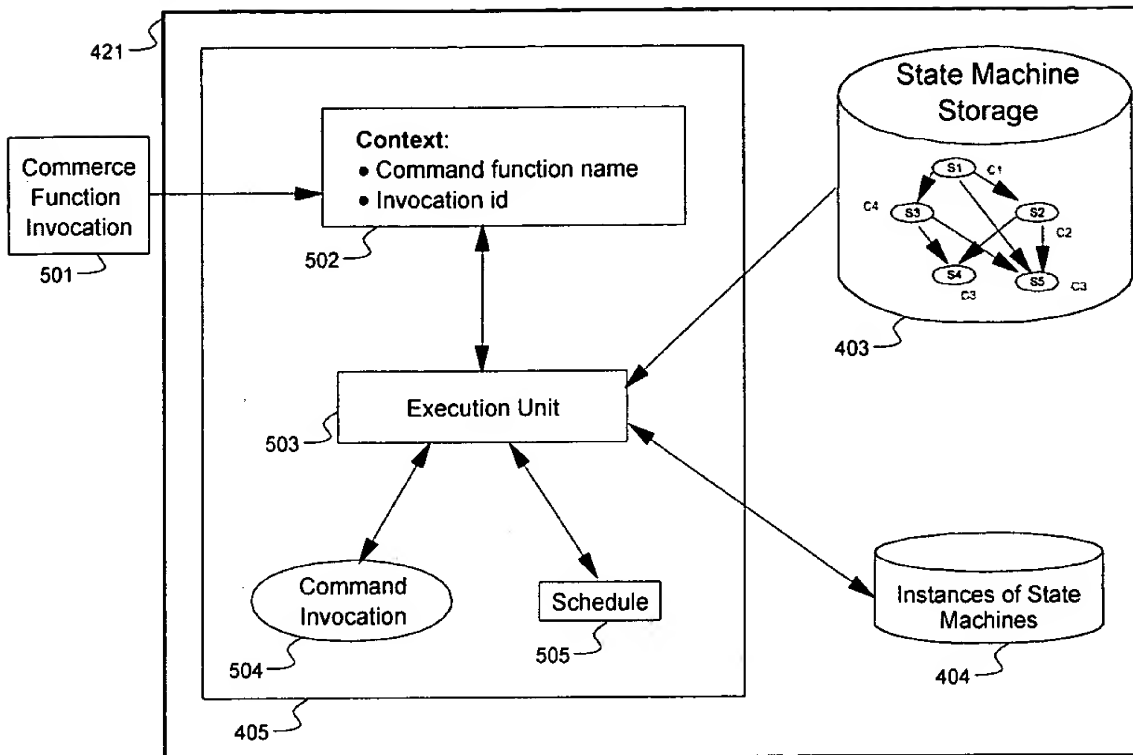 421
Commerce
Function
Invocation
501
Context:
• Command function name
• Invocation id
502
State Machine
Storage
S1
C1
C4
S3
S2
C2
S4
C3
S5
C3
403
Execution Unit
503
Command
Invocation
504
Schedule
505
405
Instances of State
Machines
404